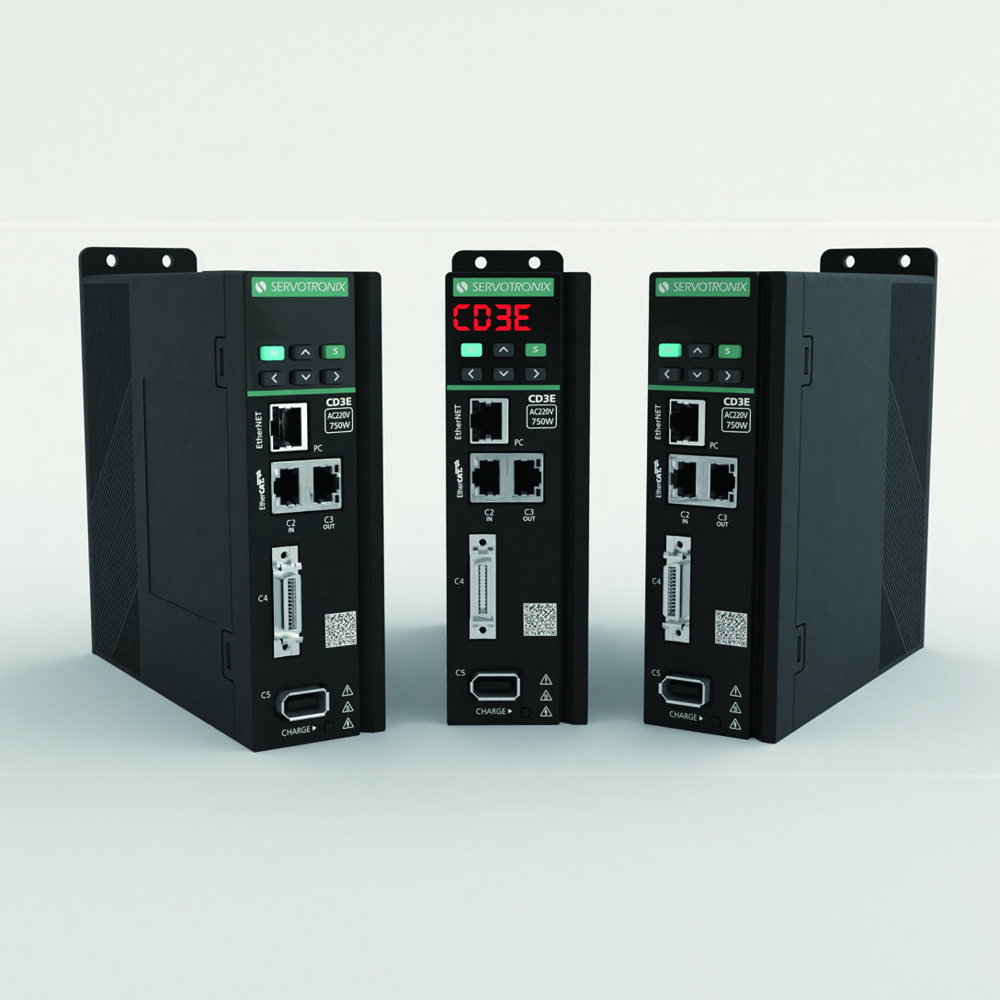 SERVOTRONIX
M
S
CD3E
AC220V
750W
EtherNET
PC
EtherCAT
C2
IN
C3
OUT
C4
C5
CHARGE
SERVOTRONIX
CD3E
M
S
CD3E
AC220V
750W
EtherNET
PC
EtherCAT
C2
IN
C3
OUT
C4
C5
CHARGE
SERVOTRONIX
M
S
CD3E
AC220V
750W
EtherNET
PC
EtherCAT
C2
IN
C3
OUT
C4
C5
CHARGE